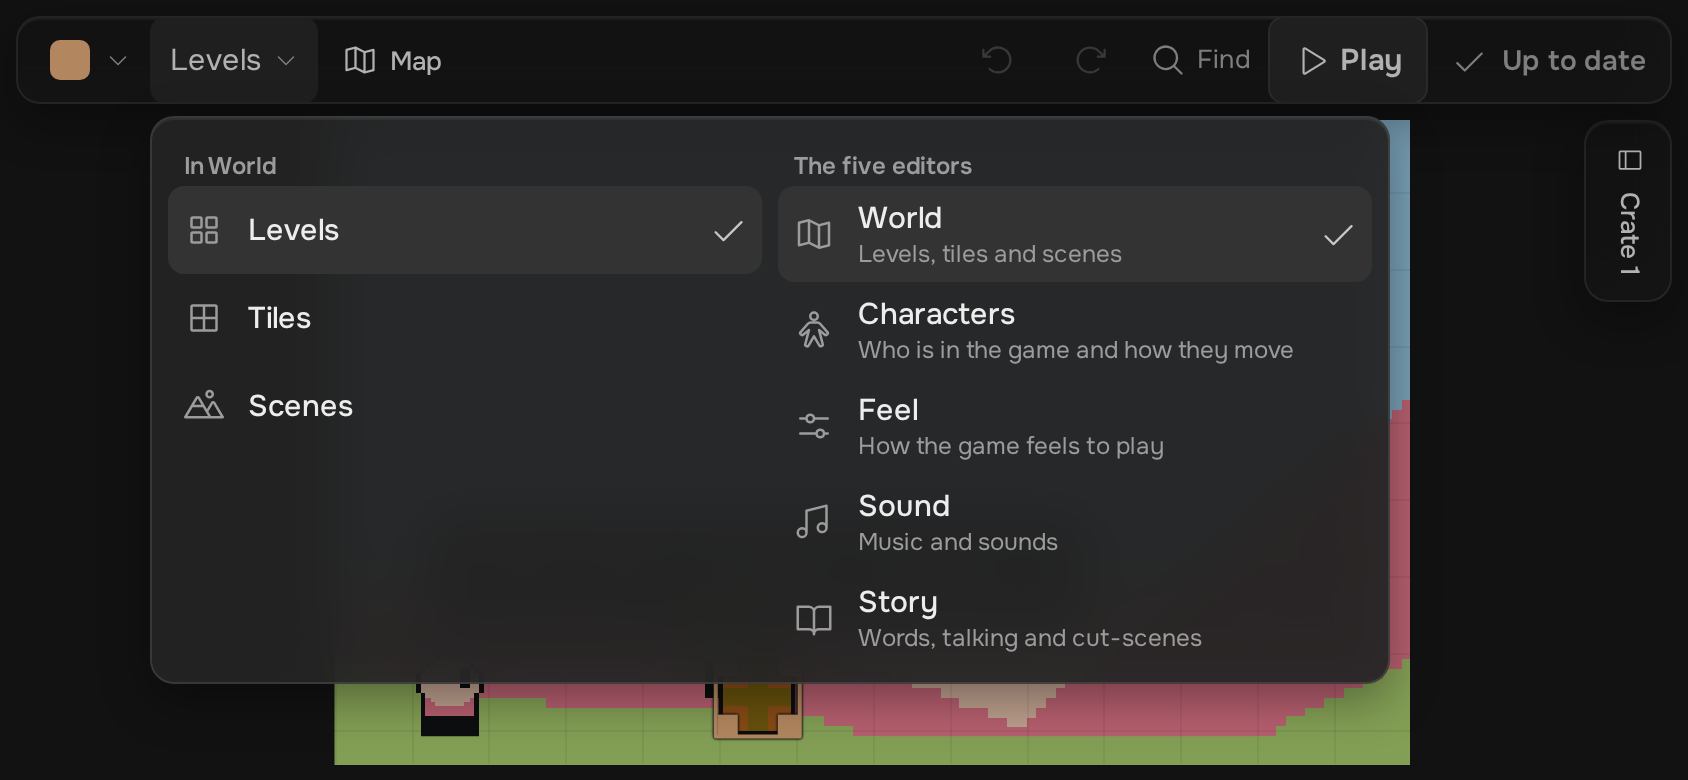 Levels
Map
Find
Play
Up to date
In World
Levels
Tiles
Scenes
The five editors
World
Levels, tiles and scenes
Characters
Who is in the game and how they move
Feel
How the game feels to play
Sound
Music and sounds
Story
Words, talking and cut-scenes
Crate 1